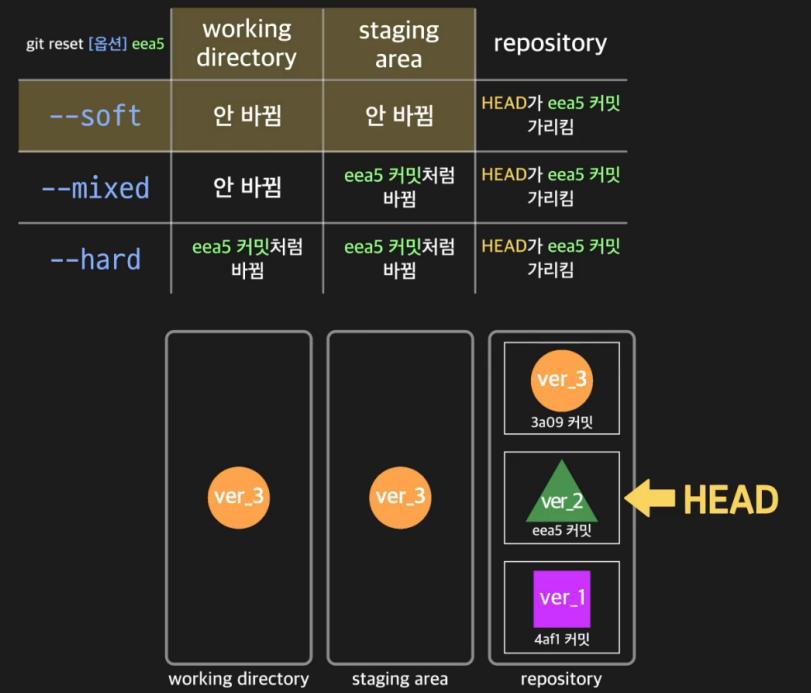 git reset [옵션] eea5
working
directory
staging
area
repository
--soft
안 바뀜
안 바뀜
HEAD가 eea5 커밋
가리킴
--mixed
안 바뀜
eea5 커밋처럼
바뀜
HEAD가 eea5 커밋
가리킴
--hard
eea5 커밋처럼
바뀜
eea5 커밋처럼
바뀜
HEAD가 eea5 커밋
가리킴
ver_3
ver_3
ver_3
3a09 커밋
ver_2
eea5 커밋
HEAD
ver_1
4af1 커밋
working directory
staging area
repository